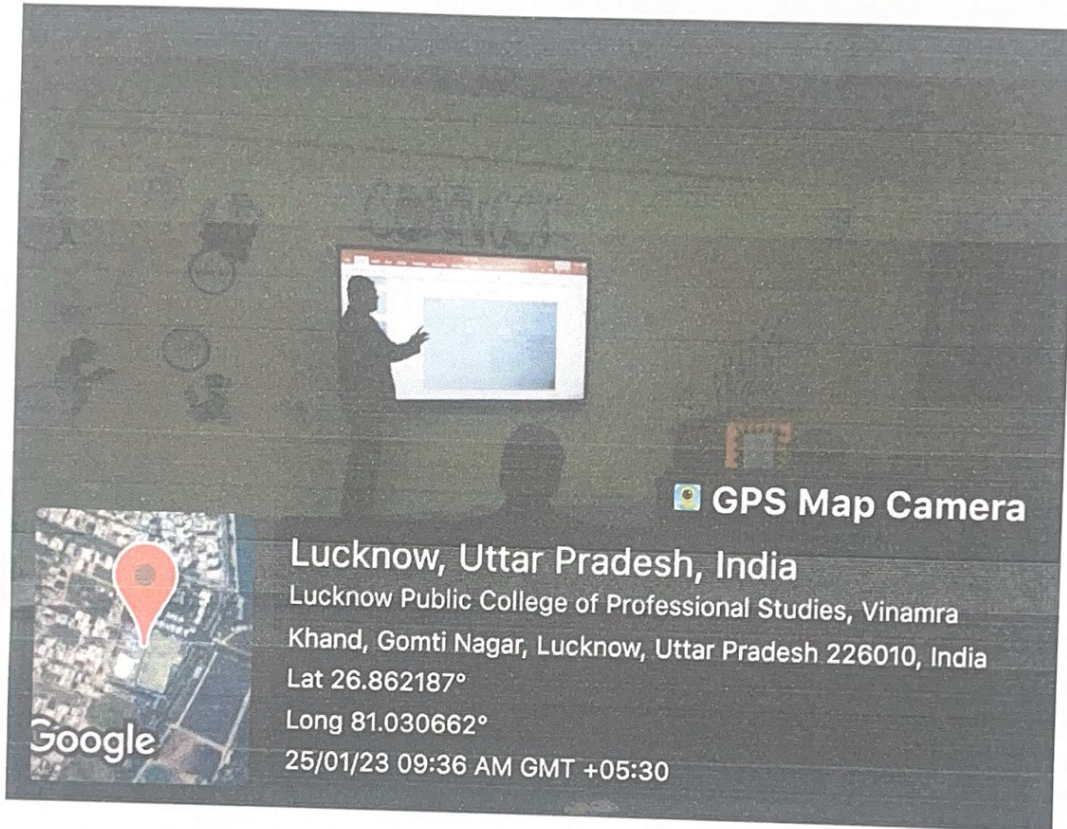 GPS Map Camera
Lucknow, Uttar Pradesh, India
Lucknow Public College of Professional Studies, Vinamra
Khand, Gomti Nagar, Lucknow, Uttar Pradesh 226010, India
Lat 26.862187°
Long 81.030662°
25/01/23 09:36 AM GMT +05:30
Google